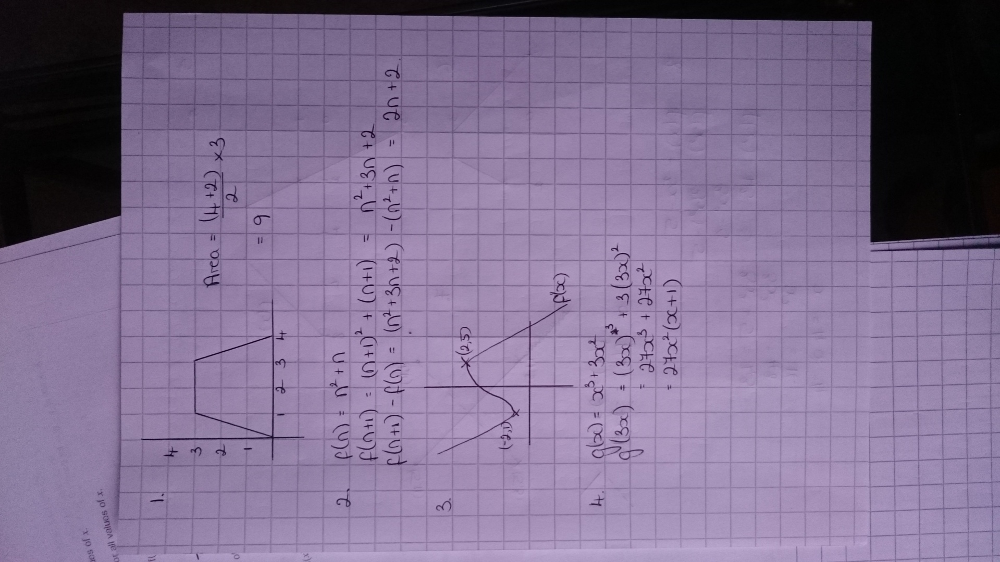 1.
4
3
2
1
1 2 3 4
Area = (4+2)/2 ×3
= 9
2. f(n) = n²+n
f(n+1) = (n+1)² + (n+1) = n²+3n+2
f(n+1) - f(n) = (n²+3n+2) - (n²+n) = 2n+2.
3.
(2,5)
(-2,1)
f(x)
4. g(x) = x³+3x²
g(3x) = (3x)³ + 3(3x)²
= 27x³ + 27x²
= 27x²(x+1)
of x.
all values of x.